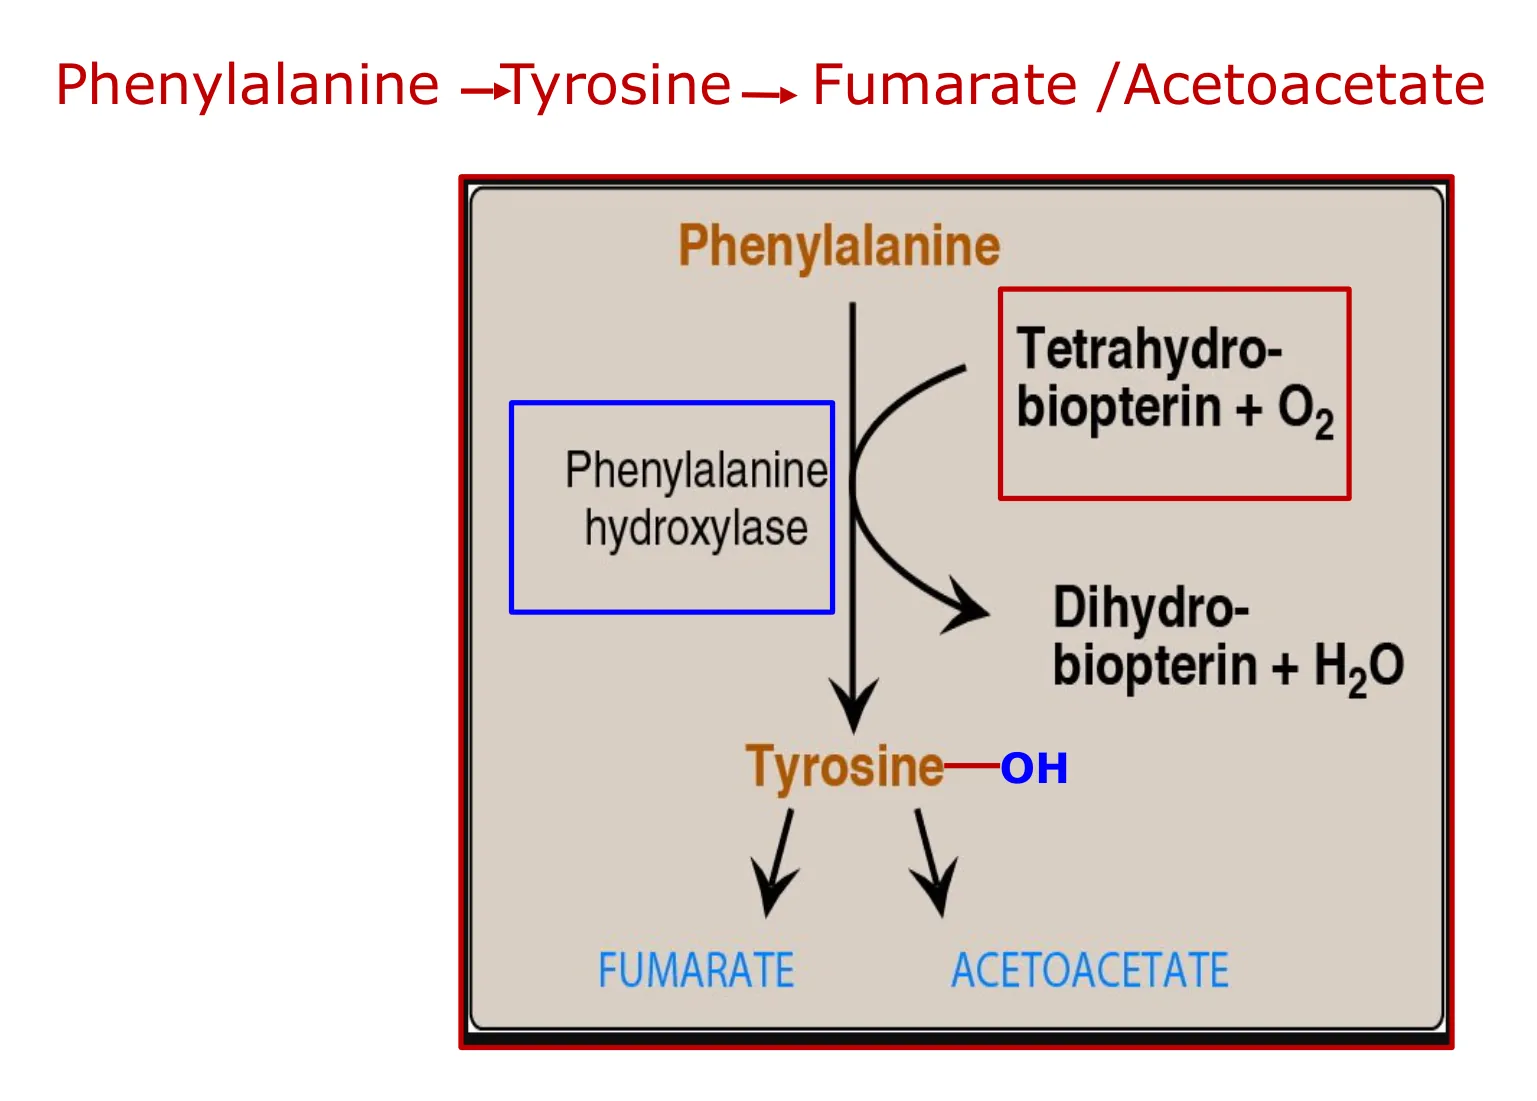 Phenylalanine → Tyrosine → Fumarate /Acetoacetate
Phenylalanine
Tetrahydro-
biopterin + O₂
Phenylalanine
hydroxylase
Dihydro-
biopterin + H₂O
Tyrosine—OH
FUMARATE ACETOACETATE